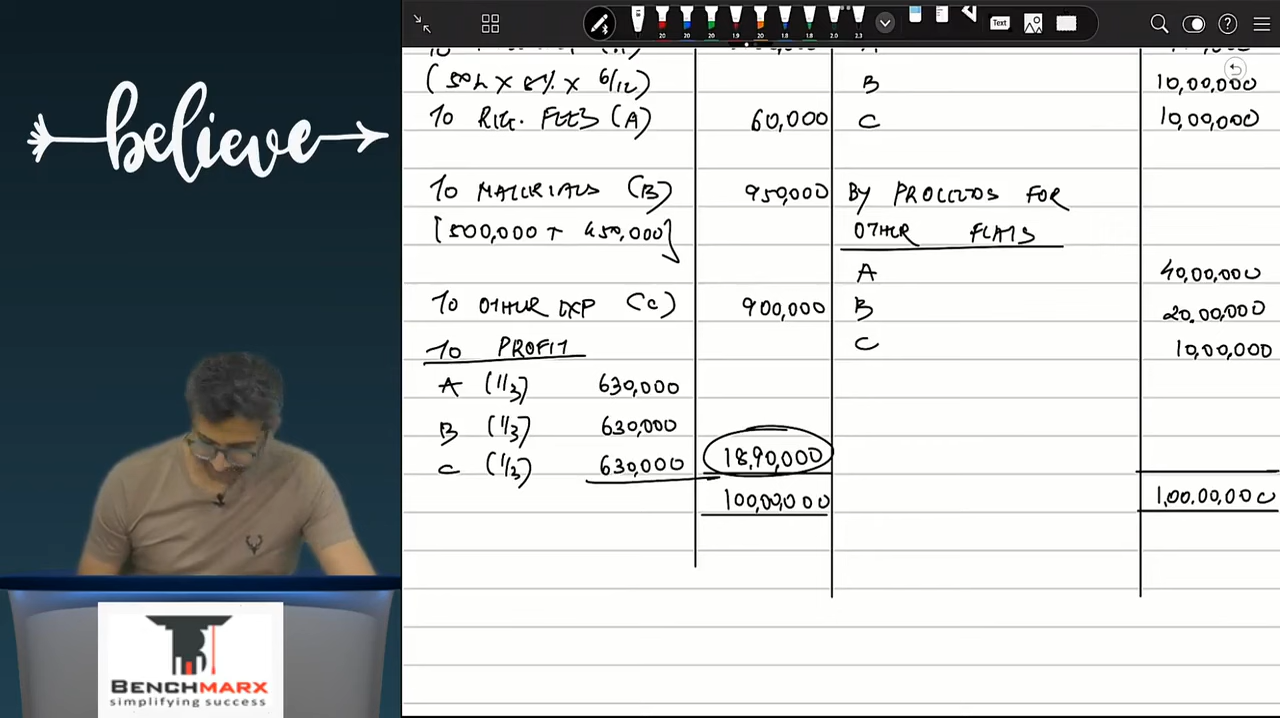 believe
Text
(50L X 8% X 6/12)
B
10,00,000
To REG. FEES (A)
60,000
C
10,00,000
To MATERIALS (B)
950,000
BY PROCEEDS FOR
[500,000 + 450,000]
OTHER FLATS
A
40,00,000
To OTHER EXP (C)
900,000
B
20,00,000
To PROFIT
C
10,00,000
A (1/3) 630,000
B (1/3) 630,000
C (1/3) 630,000
18,90,000
100,00,000
1,00,00,000
BENCHMARX
simplifying success